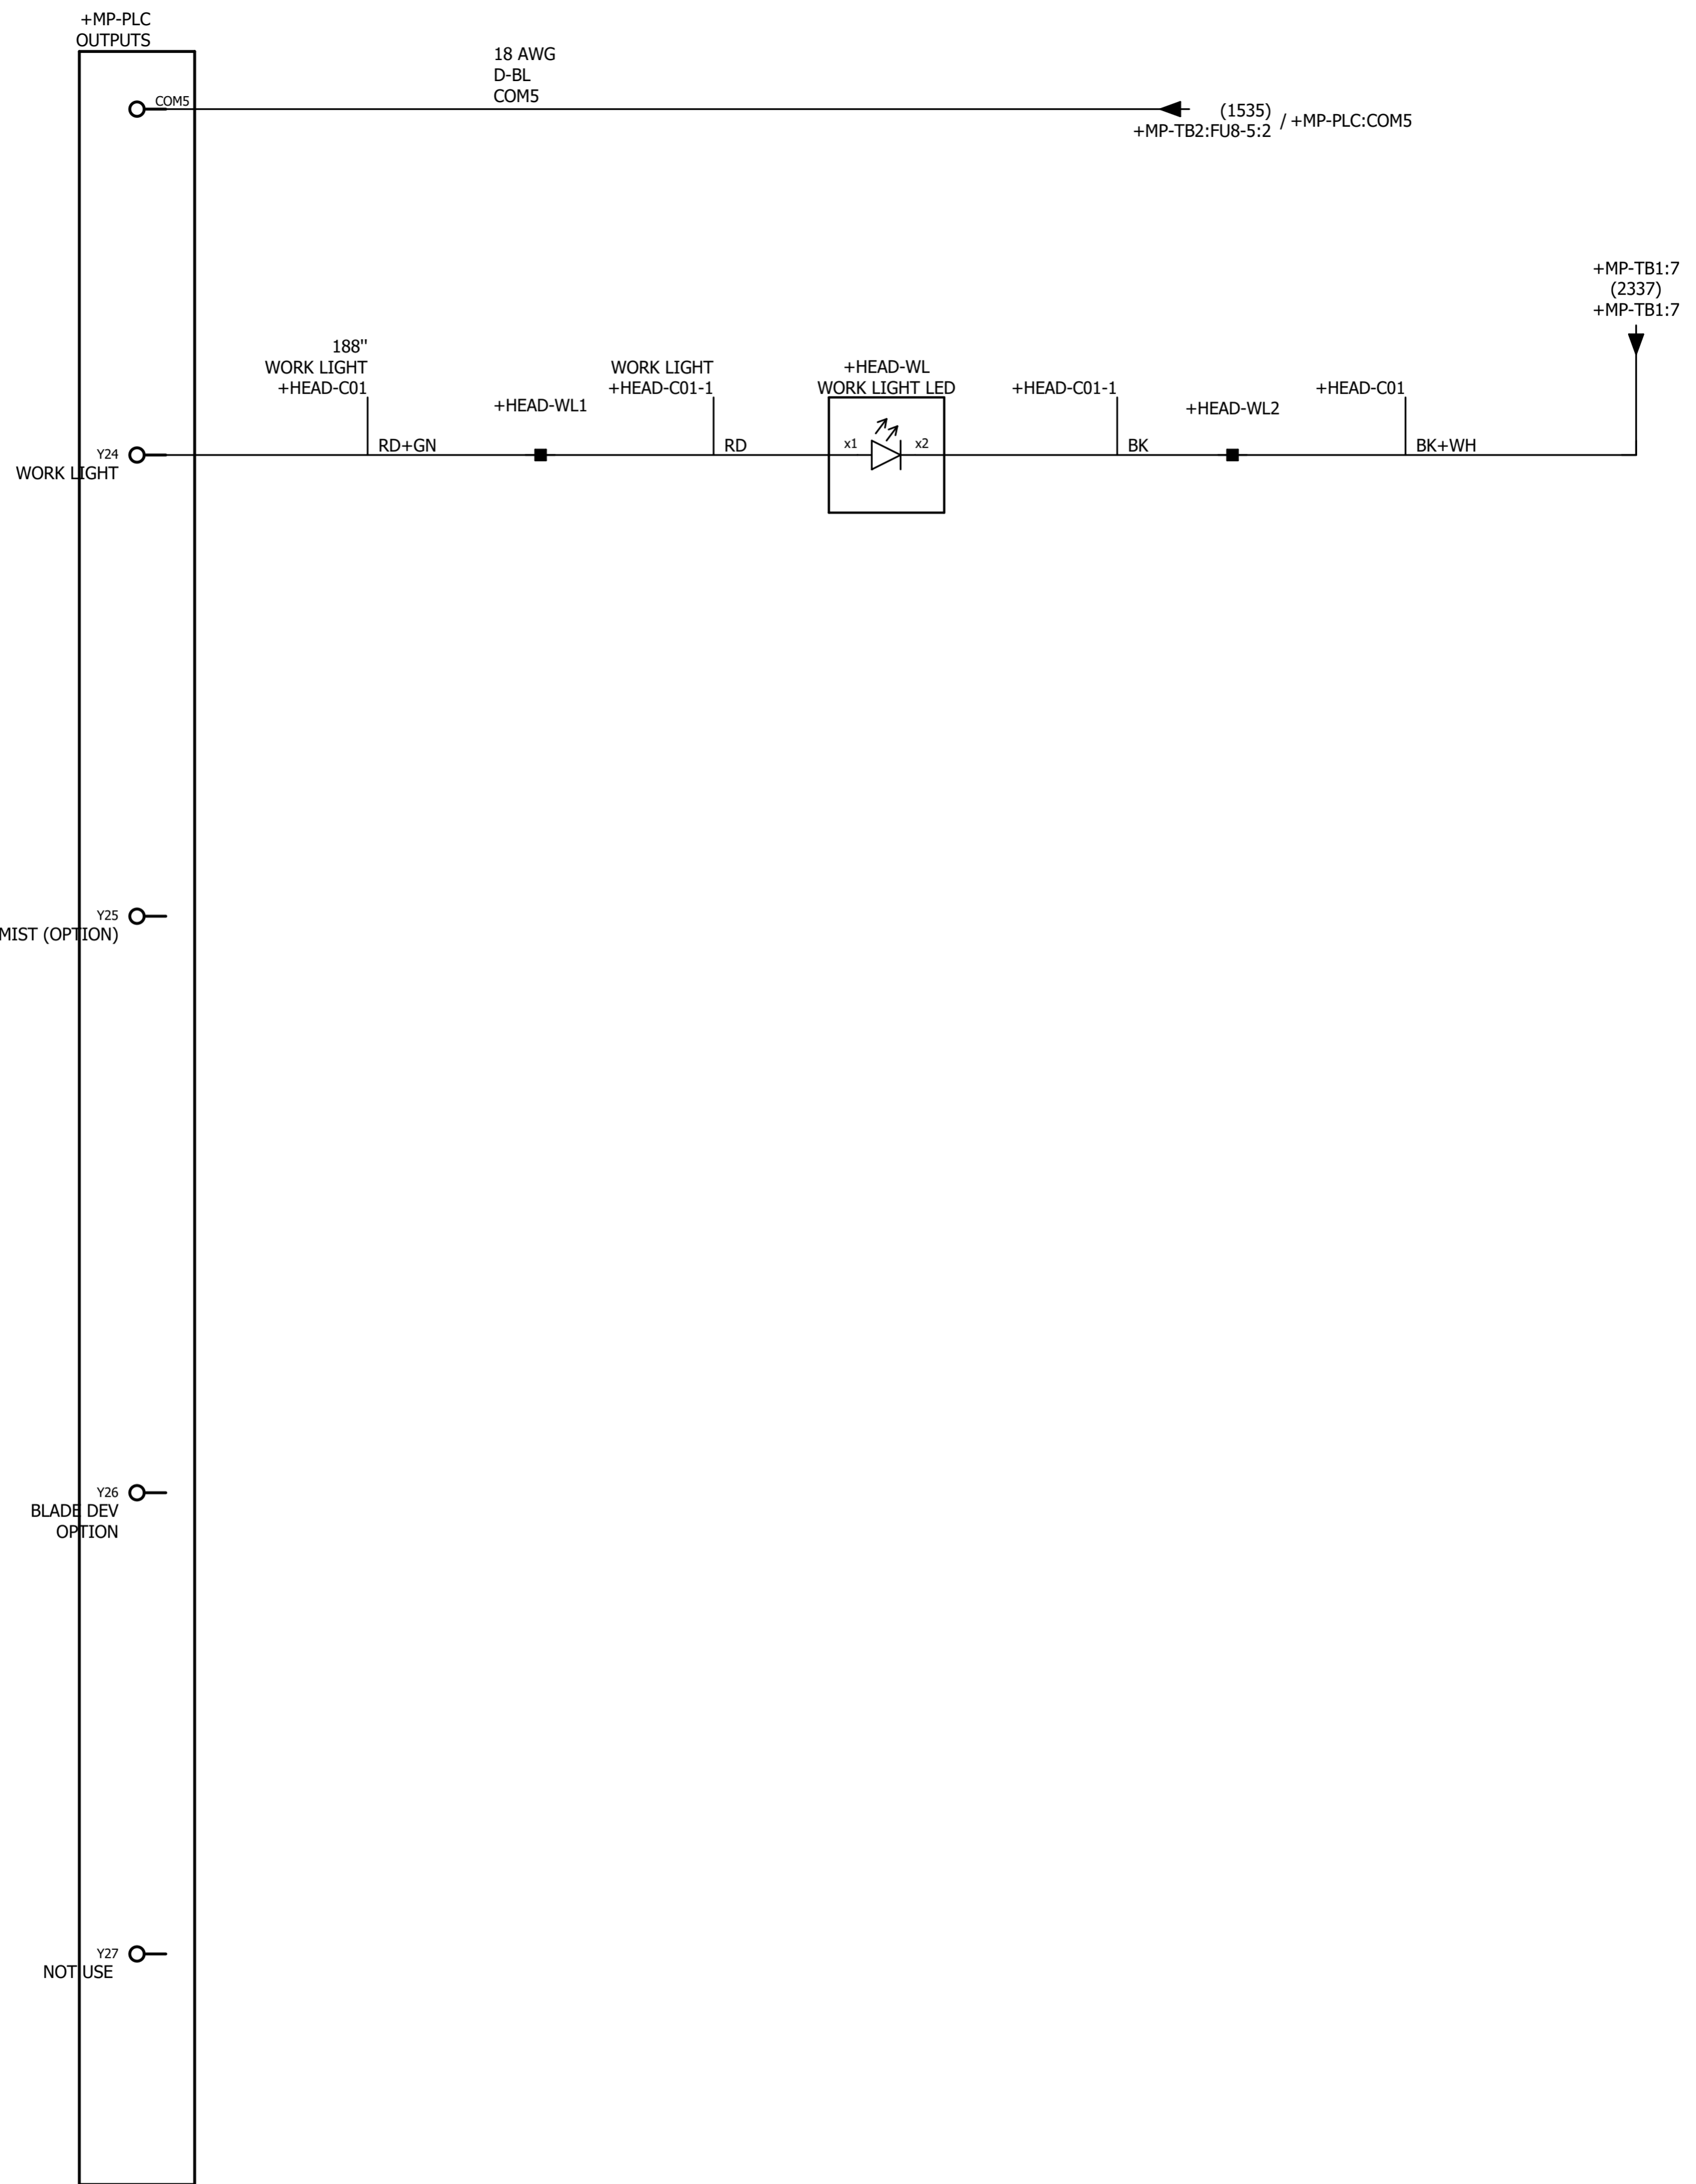 +MP-PLC
OUTPUTS
18 AWG
D-BL
COM5
COM5
(1535)
+MP-TB2:FU8-5:2 / +MP-PLC:COM5
+MP-TB1:7
(2337)
+MP-TB1:7
188"
WORK LIGHT
+HEAD-C01
+HEAD-WL1
WORK LIGHT
+HEAD-C01-1
+HEAD-WL
WORK LIGHT LED
+HEAD-C01-1
+HEAD-WL2
+HEAD-C01
Y24
WORK LIGHT
RD+GN
RD
x1
x2
BK
BK+WH
Y25
MIST (OPTION)
Y26
BLADE DEV
OPTION
Y27
NOT USE